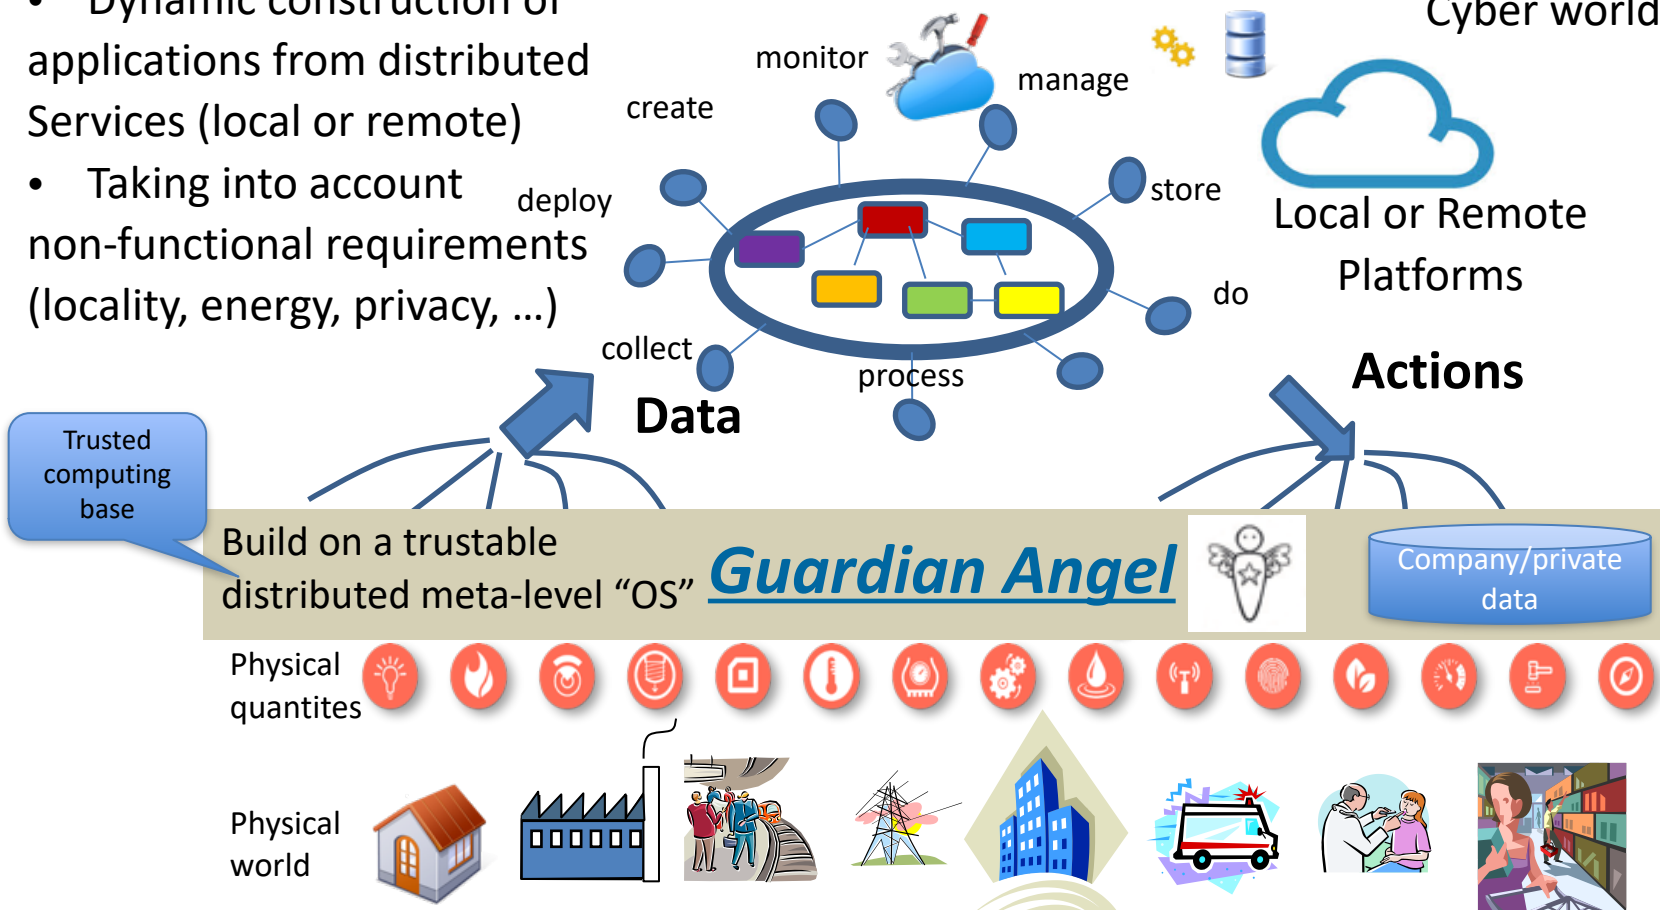 • Dynamic construction of
applications from distributed
Services (local or remote)
• Taking into account
non-functional requirements
(locality, energy, privacy, ...)
Cyber world
monitor
manage
create
deploy
store
do
collect
process
Local or Remote
Platforms
Data
Actions
Trusted
computing
base
Build on a trustable
distributed meta-level “OS”
Guardian Angel
Company/private
data
Physical
quantites
Physical
world